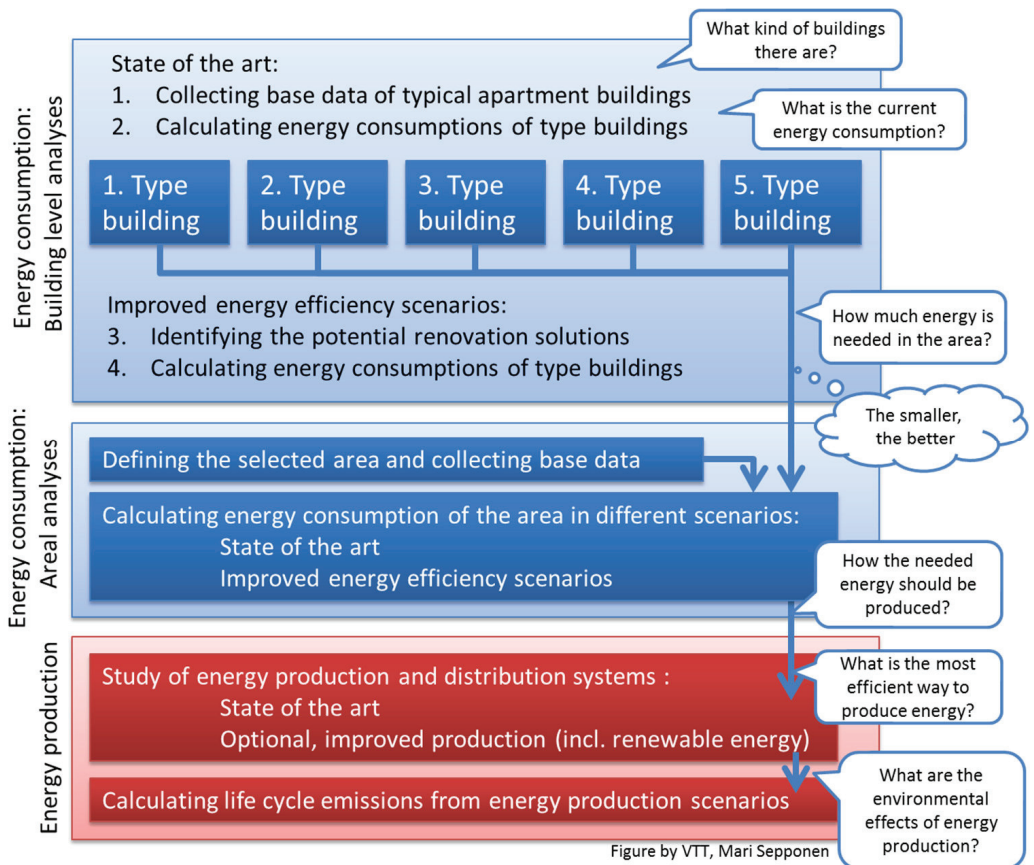 What kind of buildings
there are?
State of the art:
1. Collecting base data of typical apartment buildings
2. Calculating energy consumptions of type buildings
What is the current
energy consumption?
1. Type
building
2. Type
building
3. Type
building
4. Type
building
5. Type
building
Energy consumption:
Building level analyses
Improved energy efficiency scenarios:
3. Identifying the potential renovation solutions
4. Calculating energy consumptions of type buildings
How much energy is
needed in the area?
The smaller,
the better
Energy consumption:
Areal analyses
Defining the selected area and collecting base data
Calculating energy consumption of the area in different scenarios:
State of the art
Improved energy efficiency scenarios
How the needed
energy should be
produced?
Energy production
Study of energy production and distribution systems :
State of the art
Optional, improved production (incl. renewable energy)
What is the most
efficient way to
produce energy?
Calculating life cycle emissions from energy production scenarios
What are the
environmental
effects of energy
production?
Figure by VTT, Mari Sepponen